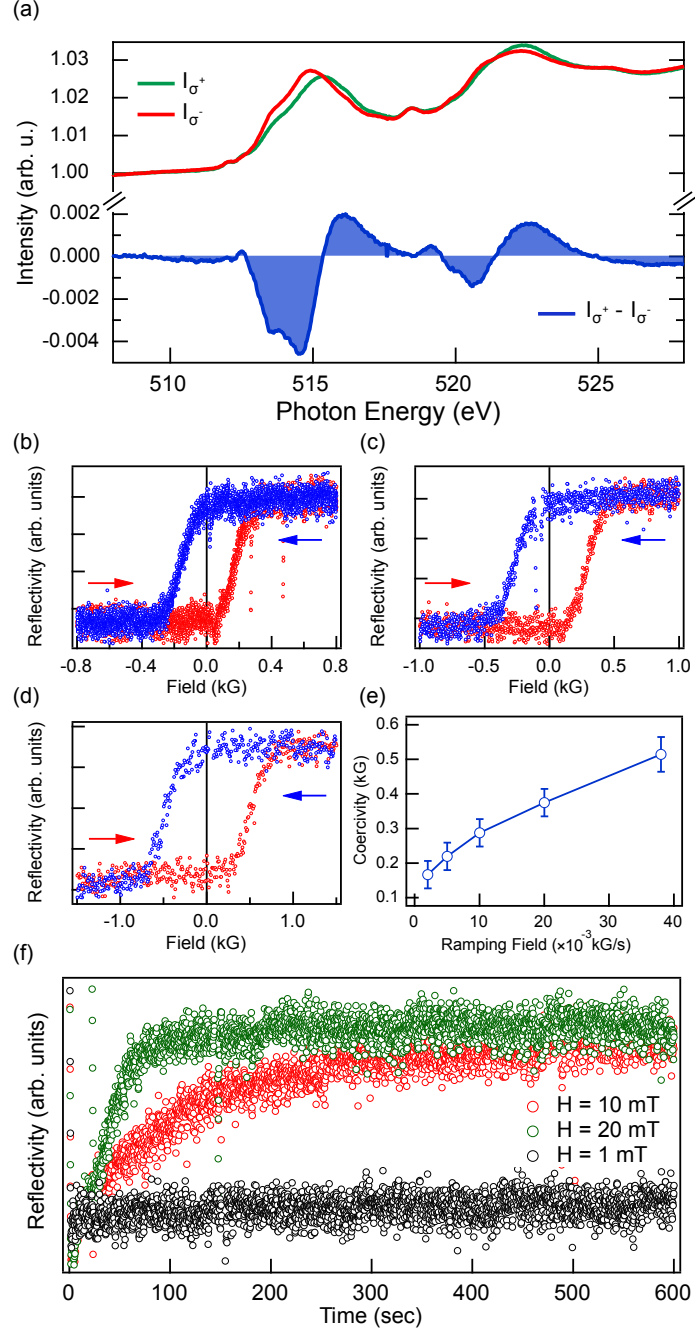 (a)
Intensity (arb. u.)
1.03
1.02
1.01
1.00
0.002
0.000
-0.002
-0.004
I_σ+
I_σ-
I_σ+ - I_σ-
510 515 520 525
Photon Energy (eV)
(b)
Reflectivity (arb. units)
-0.8 -0.4 0.0 0.4 0.8
Field (kG)
(c)
Reflectivity (arb. units)
-1.0 -0.5 0.0 0.5 1.0
Field (kG)
(d)
Reflectivity (arb. units)
-1.0 0.0 1.0
Field (kG)
(e)
Coercivity (kG)
0.6
0.5
0.4
0.3
0.2
0.1
0 10 20 30 40
Ramping Field (×10⁻³kG/s)
(f)
Reflectivity (arb. units)
H = 10 mT
H = 20 mT
H = 1 mT
0 100 200 300 400 500 600
Time (sec)